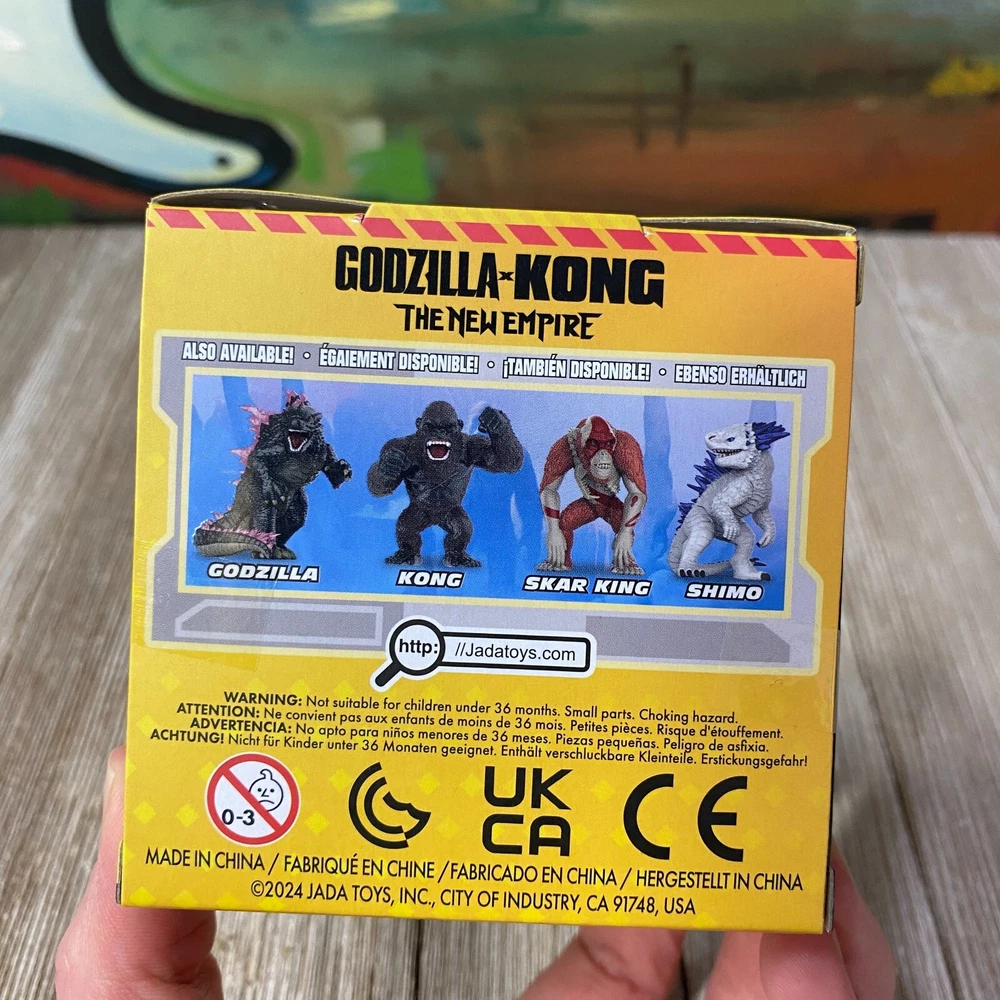 GODZILLA x KONG
THE NEW EMPIRE
ALSO AVAILABLE! • ÉGAIEMENT DISPONIBLE! • ¡TAMBIÉN DISPONIBLE! • EBENSO ERHÄLTLICH
GODZILLA KONG SKAR KING SHIMO
http: //Jadatoys.com
WARNING: Not suitable for children under 36 months. Small parts. Choking hazard.
ATTENTION: Ne convient pas aux enfants de moins de 36 mois. Petites pièces. Risque d'étouffement.
ADVERTENCIA: No apto para niños menores de 36 meses. Piezas pequeñas. Peligro de asfixia.
ACHTUNG! Nicht für Kinder unter 36 Monaten geeignet. Enthält verschluckbare Kleinteile. Erstickungsgefahr!
0-3
UK
CA
CE
MADE IN CHINA / FABRIQUÉ EN CHINE / FABRICADO EN CHINA / HERGESTELLT IN CHINA
©2024 JADA TOYS, INC., CITY OF INDUSTRY, CA 91748, USA